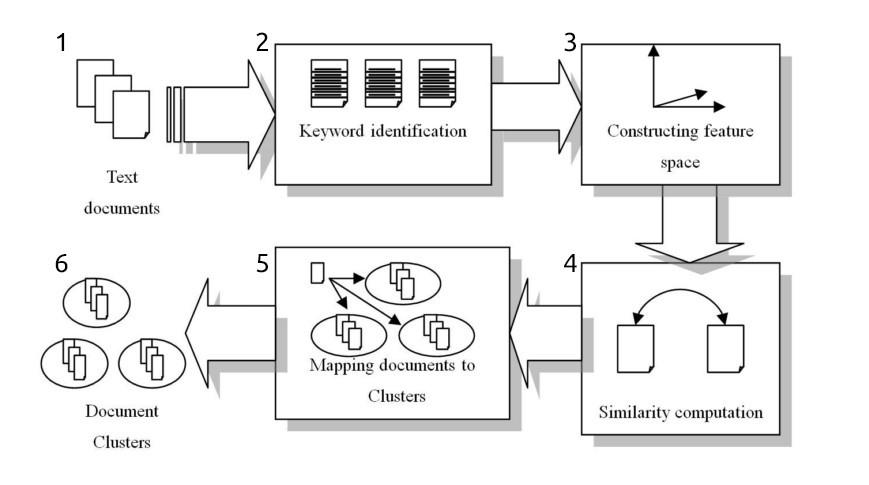 1
Text
documents
2
Keyword identification
3
Constructing feature
space
4
Similarity computation
5
Mapping documents to
Clusters
6
Document
Clusters